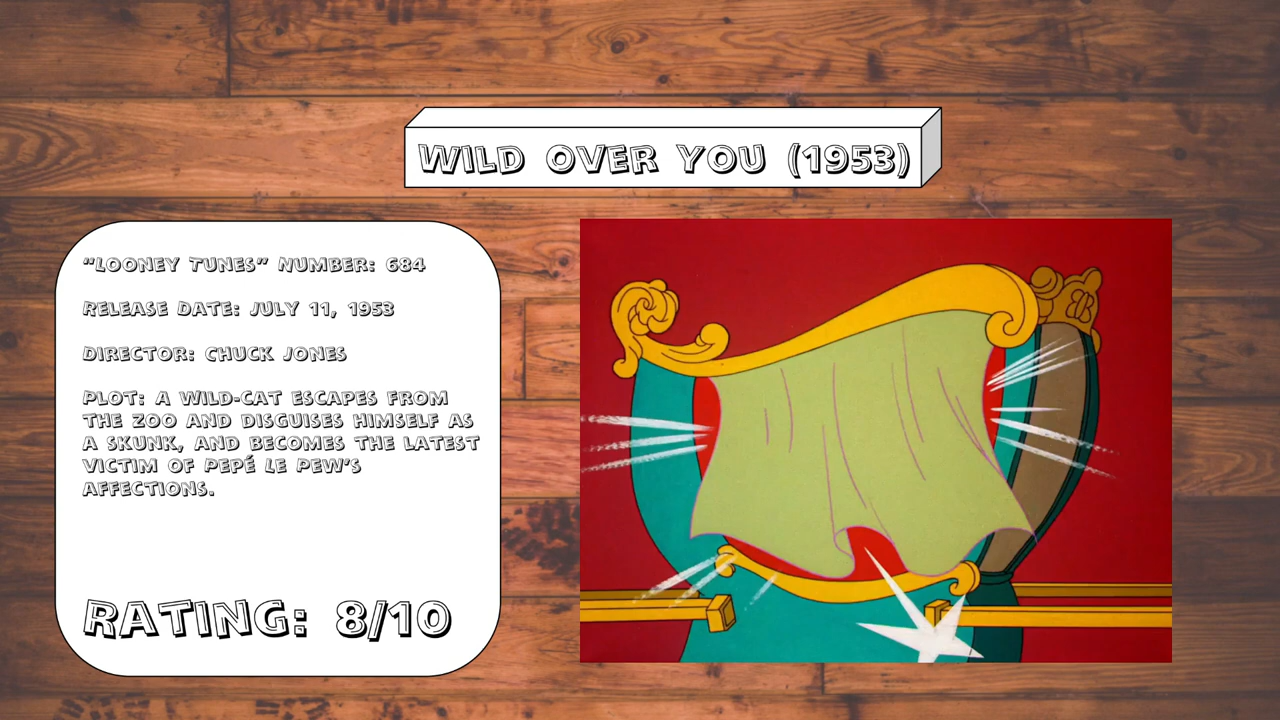 WILD OVER YOU (1953)
"LOONEY TUNES" NUMBER: 684
RELEASE DATE: JULY 11, 1953
DIRECTOR: CHUCK JONES
PLOT: A WILD-CAT ESCAPES FROM
THE ZOO AND DISGUISES HIMSELF AS
A SKUNK, AND BECOMES THE LATEST
VICTIM OF PEPÉ LE PEW'S
AFFECTIONS.
RATING: 8/10